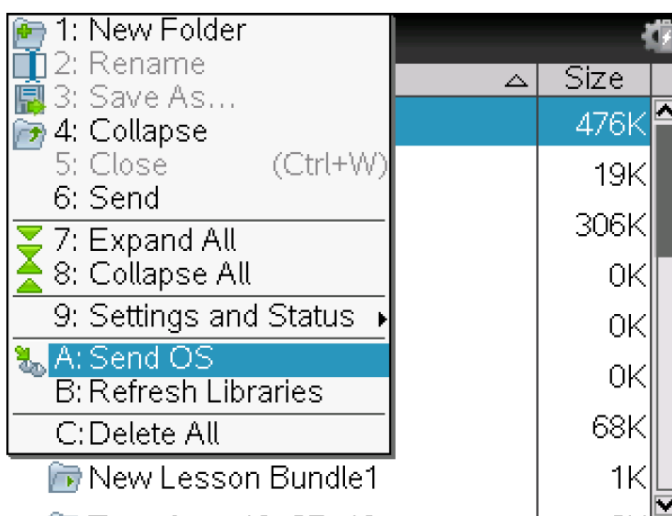 1: New Folder
2: Rename
3: Save As...
4: Collapse
5: Close (Ctrl+W)
6: Send
7: Expand All
8: Collapse All
9: Settings and Status
A: Send OS
B: Refresh Libraries
C: Delete All
New Lesson Bundle1
Size
476K
19K
306K
0K
0K
0K
68K
1K